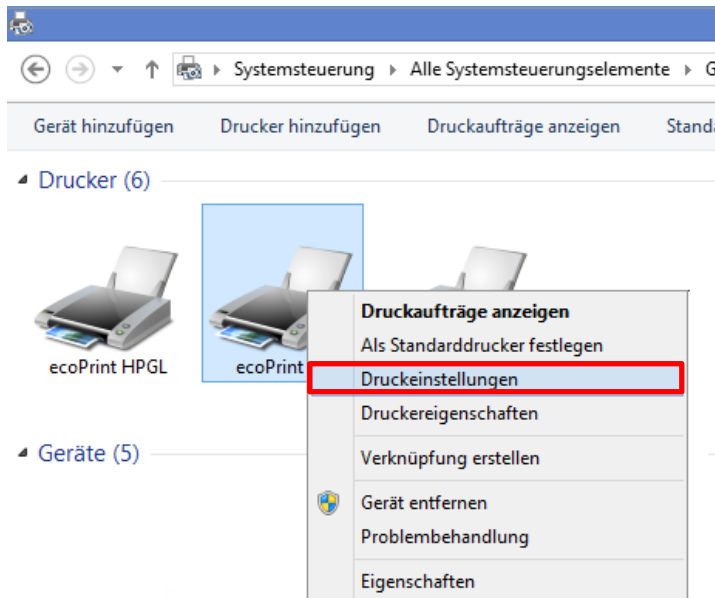 Systemsteuerung Alle Systemsteuerungselemente G
Gerät hinzufügen Drucker hinzufügen Druckaufträge anzeigen Stand
Drucker (6)
ecoPrint HPGL ecoPrint
Druckaufträge anzeigen
Als Standarddrucker festlegen
Druckeinstellungen
Druckereigenschaften
Geräte (5)
Verknüpfung erstellen
Gerät entfernen
Problembehandlung
Eigenschaften